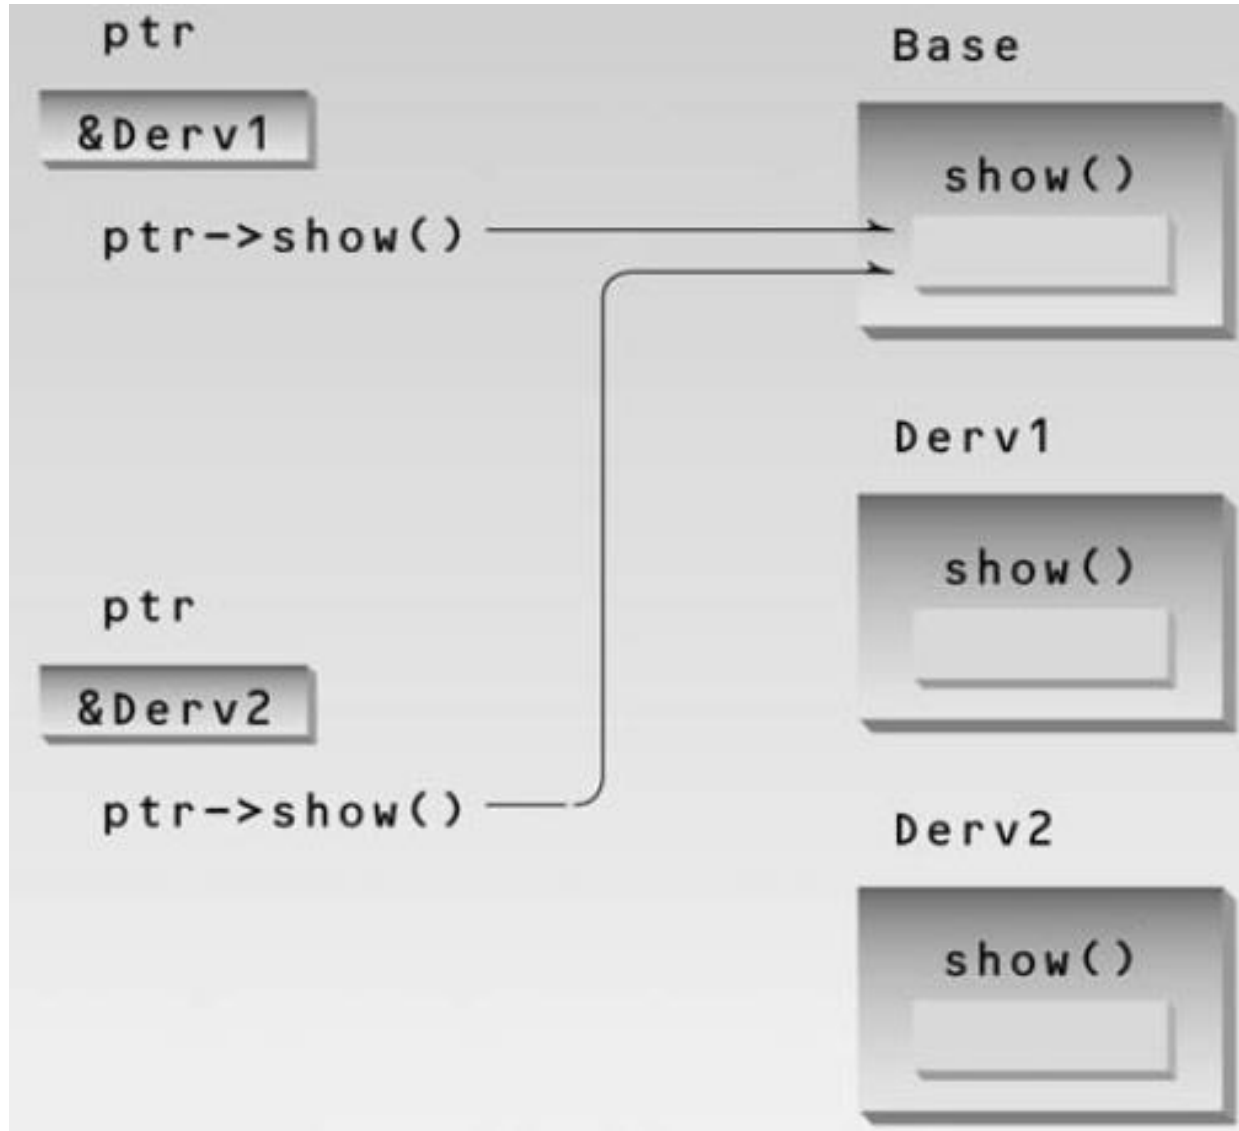 ptr
&Derv1
ptr->show()
ptr
&Derv2
ptr->show()
Base
show()
Derv1
show()
Derv2
show()